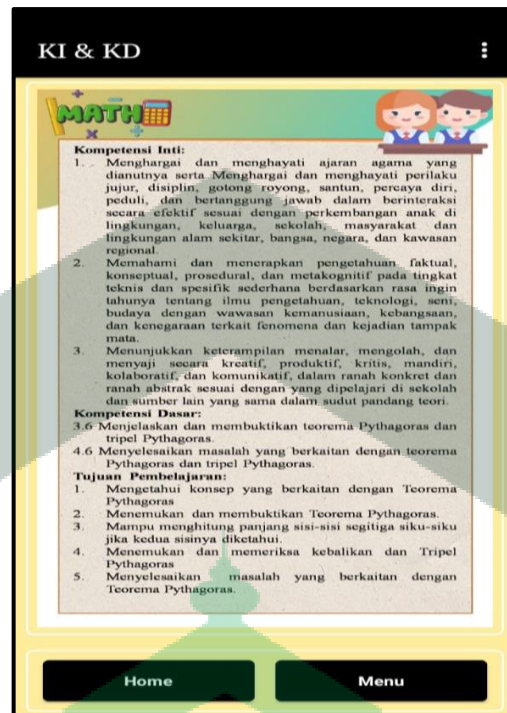 KI & KD
MATH
Kompetensi Inti:
1. Menghargai dan menghayati ajaran agama yang
dianutnya serta Menghargai dan menghayati perilaku
jujur, disiplin, gotong royong, santun, percaya diri,
peduli, dan bertanggung jawab dalam berinteraksi
secara efektif sesuai dengan perkembangan anak di
lingkungan, keluarga, sekolah, masyarakat dan
lingkungan alam sekitar, bangsa, negara, dan kawasan
regional.
2. Memahami dan menerapkan pengetahuan faktual,
konseptual, prosedural, dan metakognitif pada tingkat
teknis dan spesifik sederhana berdasarkan rasa ingin
tahunya tentang ilmu pengetahuan, teknologi, seni,
budaya dengan wawasan kemanusiaan, kebangsaan,
dan kenegaraan terkait fenomena dan kejadian tampak
mata.
3. Menunjukkan keterampilan menalar, mengolah, dan
menyaji secara kreatif, produktif, kritis, mandiri,
kolaboratif, dan komunikatif, dalam ranah konkret dan
ranah abstrak sesuai dengan yang dipelajari di sekolah
dan sumber lain yang sama dalam sudut pandang teori.
Kompetensi Dasar:
3.6 Menjelaskan dan membuktikan teorema Pythagoras dan
tripel Pythagoras.
4.6 Menyelesaikan masalah yang berkaitan dengan teorema
Pythagoras dan tripel Pythagoras.
Tujuan Pembelajaran:
1. Mengetahui konsep yang berkaitan dengan Teorema
Pythagoras
2. Menemukan dan membuktikan Teorema Pythagoras.
3. Mampu menghitung panjang sisi-sisi segitiga siku-siku
jika kedua sisinya diketahui.
4. Menemukan dan memeriksa kebalikan dan Tripel
Pythagoras
5. Menyelesaikan masalah yang berkaitan dengan
Teorema Pythagoras.
Home
Menu